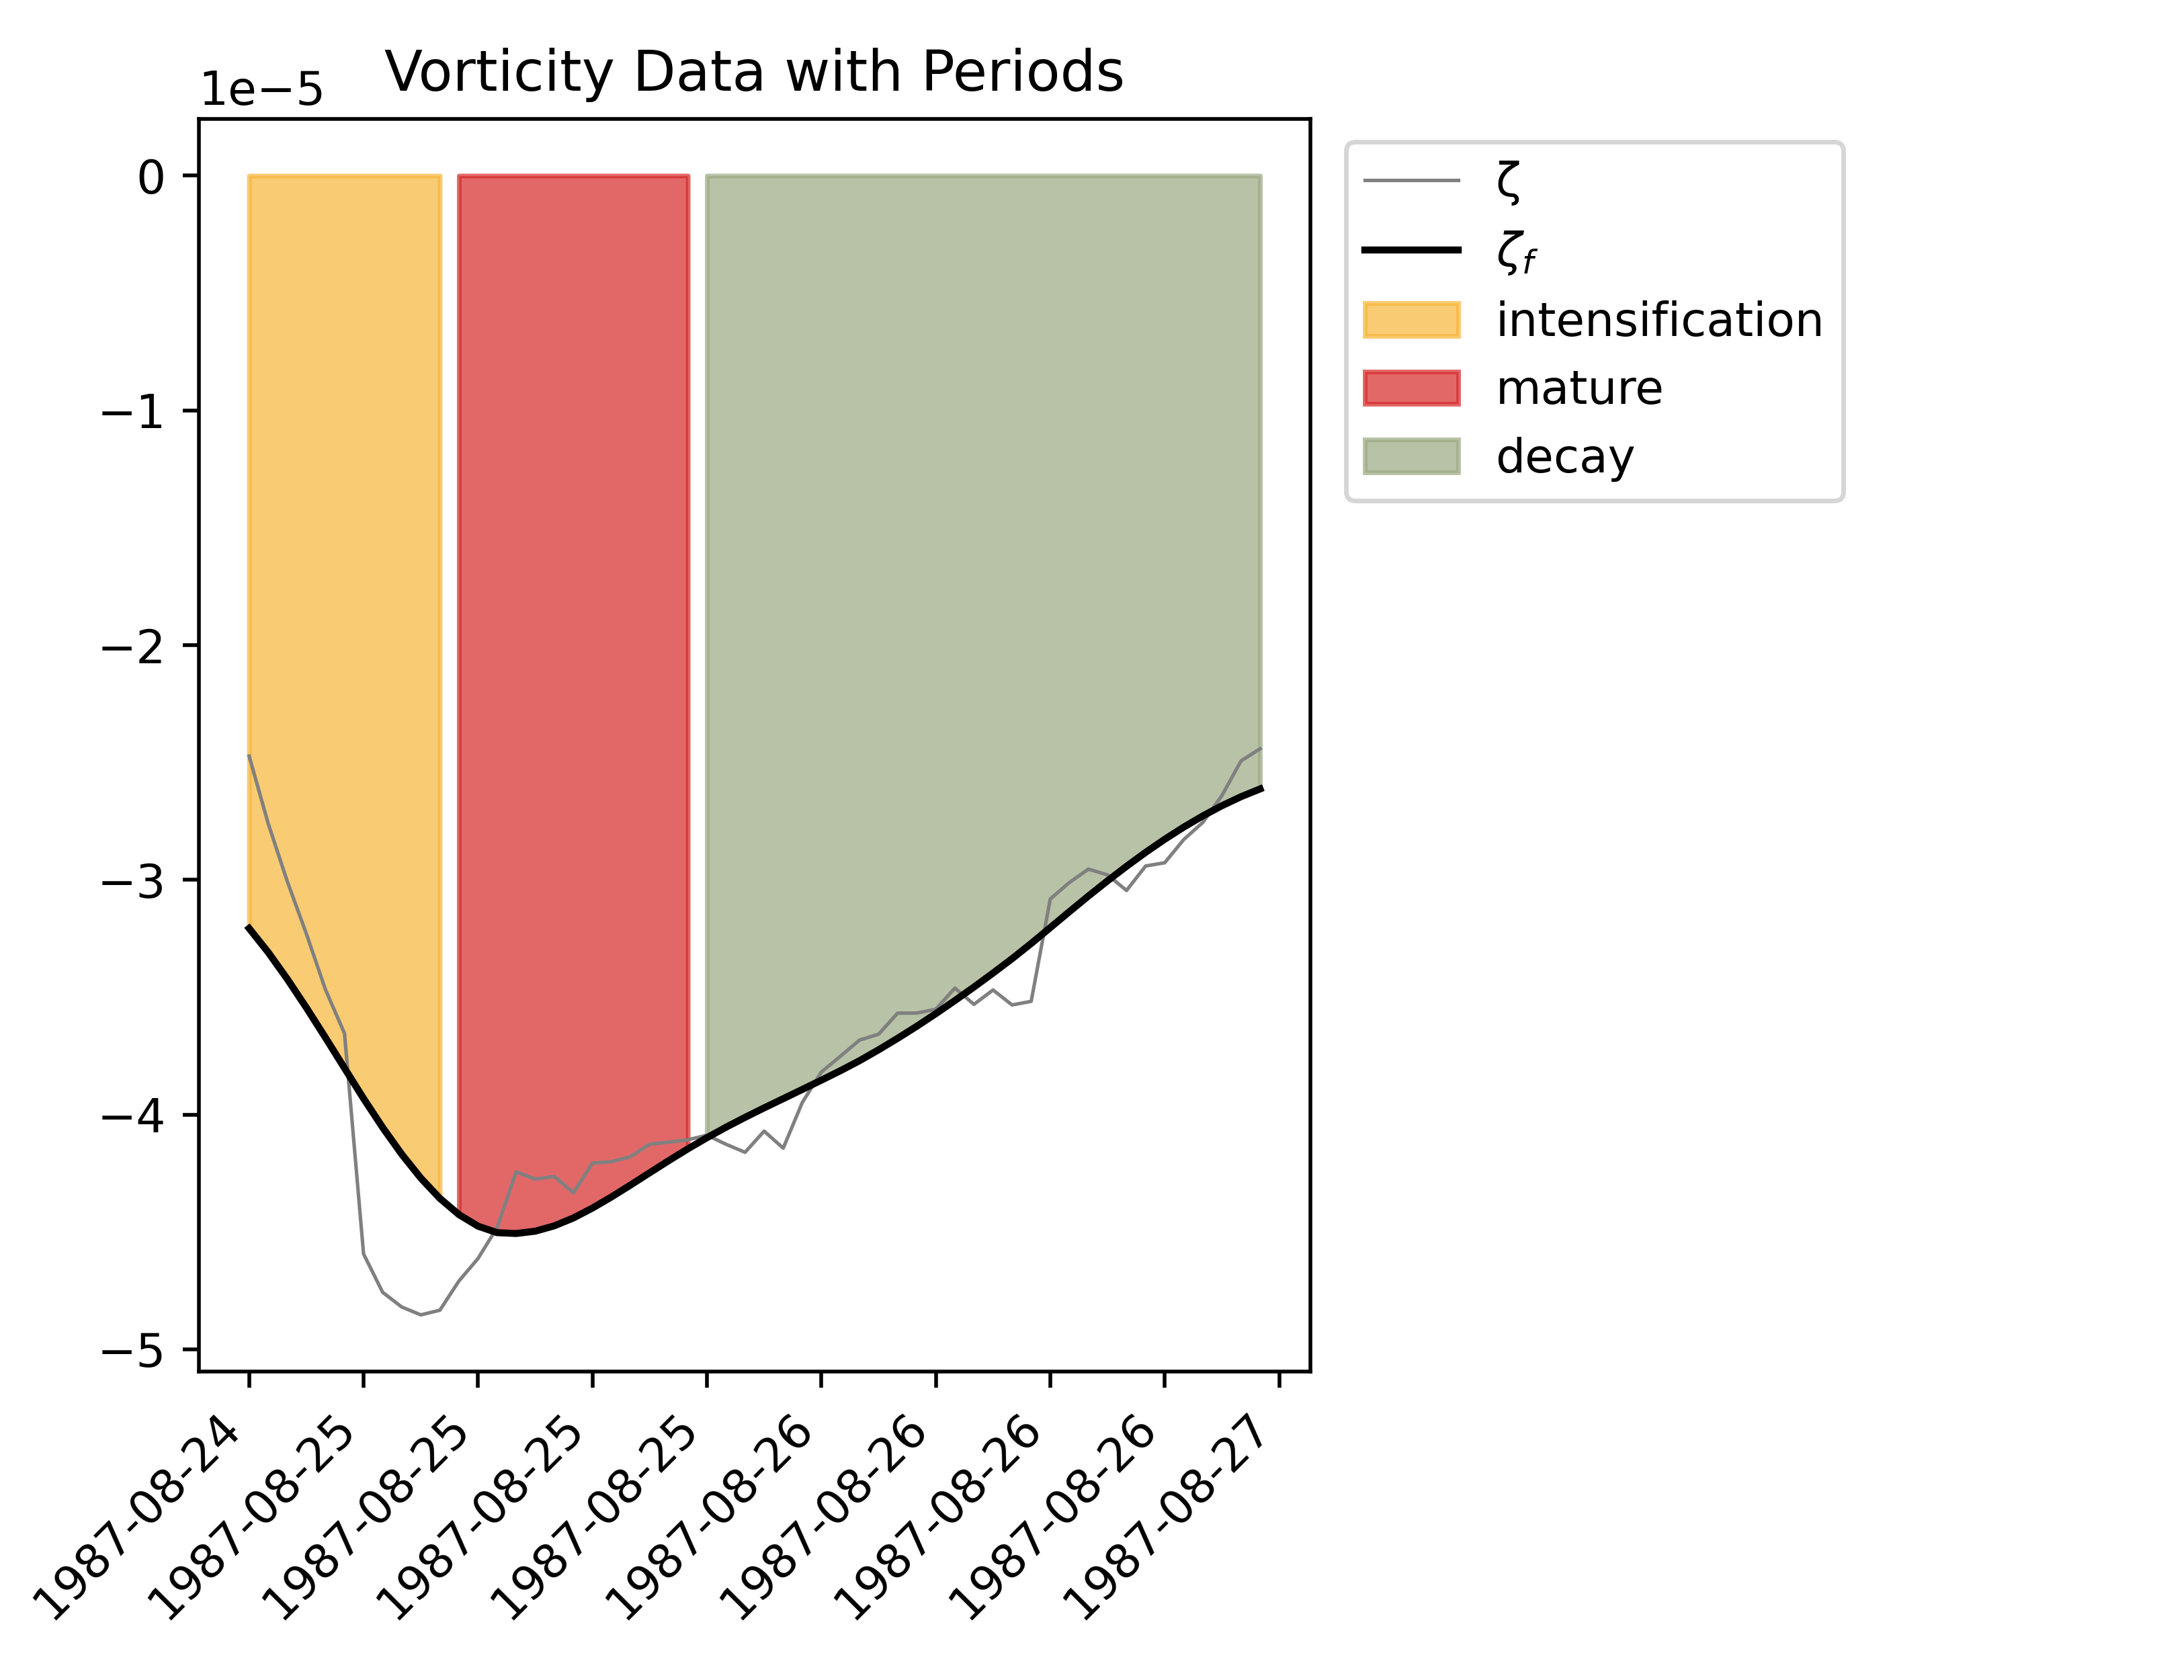 Vorticity Data with Periods
1e−5
0
−1
−2
−3
−4
−5
1987-08-24
1987-08-25
1987-08-25
1987-08-25
1987-08-25
1987-08-26
1987-08-26
1987-08-26
1987-08-26
1987-08-27
ζ
ζf
intensification
mature
decay